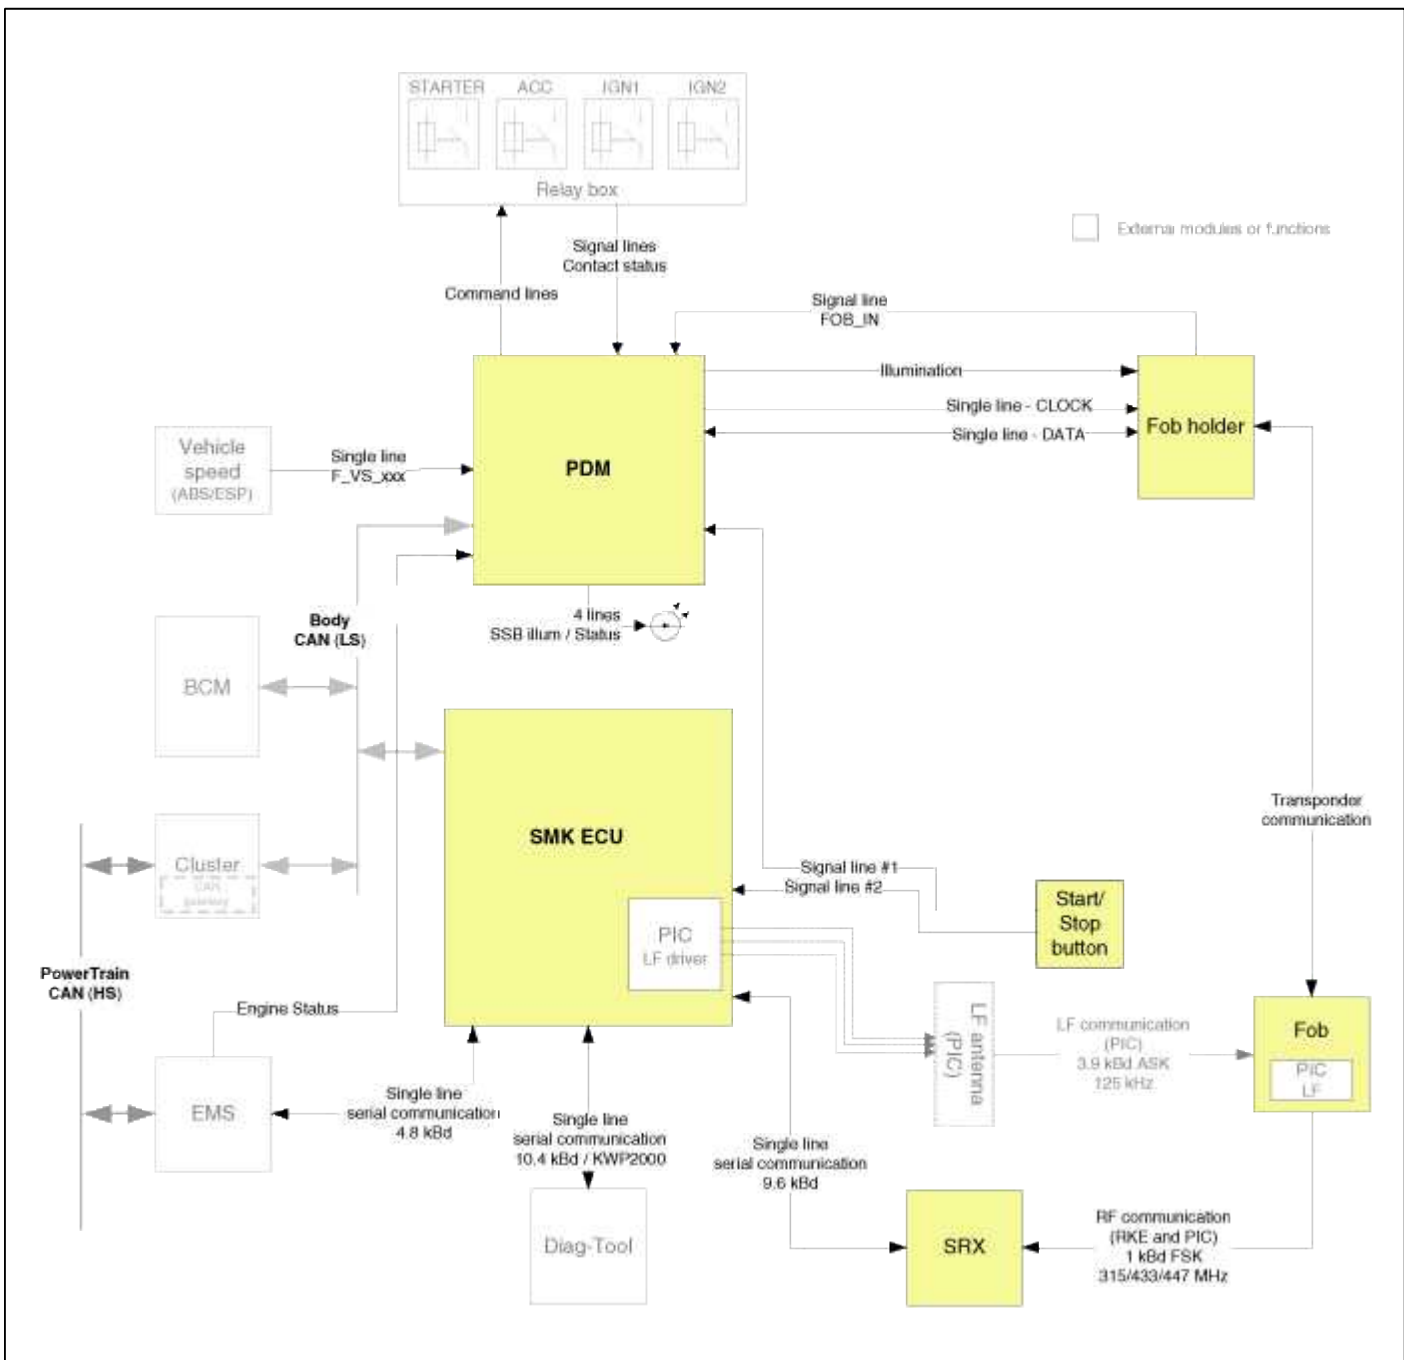 STARTER ACC IGN1 IGN2
Relay box
External modules or functions
Signal lines
Contact status
Command lines
Signal line
FOB_IN
Illumination
Single line - CLOCK
Single line - DATA
Fob holder
Vehicle
speed
(ABS/ESP)
Single line
F_VS_xxx
PDM
4 lines
SSB illum / Status
Body
CAN (LS)
BCM
SMK ECU
Transponder
communication
Cluster
CAN
gateway
Signal line #1
Signal line #2
Start/
Stop
button
PIC
LF driver
PowerTrain
CAN (HS)
Engine Status
LF antenna
(PIC)
LF communication
(PIC)
3.9 kBd ASK
125 kHz
Fob
PIC
LF
EMS
Single line
serial communication
4.8 kBd
Single line
serial communication
10.4 kBd / KWP2000
Single line
serial communication
9.6 kBd
Diag-Tool
SRX
RF communication
(RKE and PIC)
1 kBd FSK
315/433/447 MHz